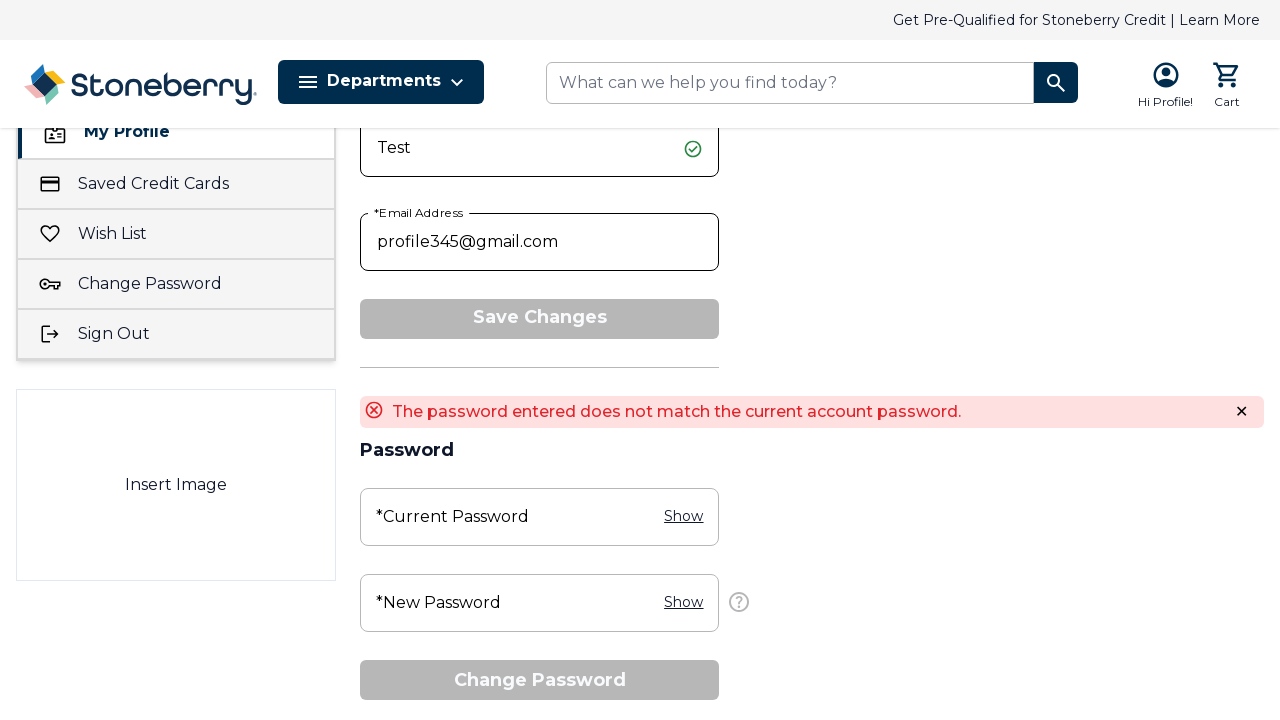 Get Pre-Qualified for Stoneberry Credit | Learn More
Stoneberry
Departments
What can we help you find today?
Hi Profile!
Cart
My Profile
Saved Credit Cards
Wish List
Change Password
Sign Out
Insert Image
Test
*Email Address
profile345@gmail.com
Save Changes
The password entered does not match the current account password.
Password
*Current Password
Show
*New Password
Show
Change Password